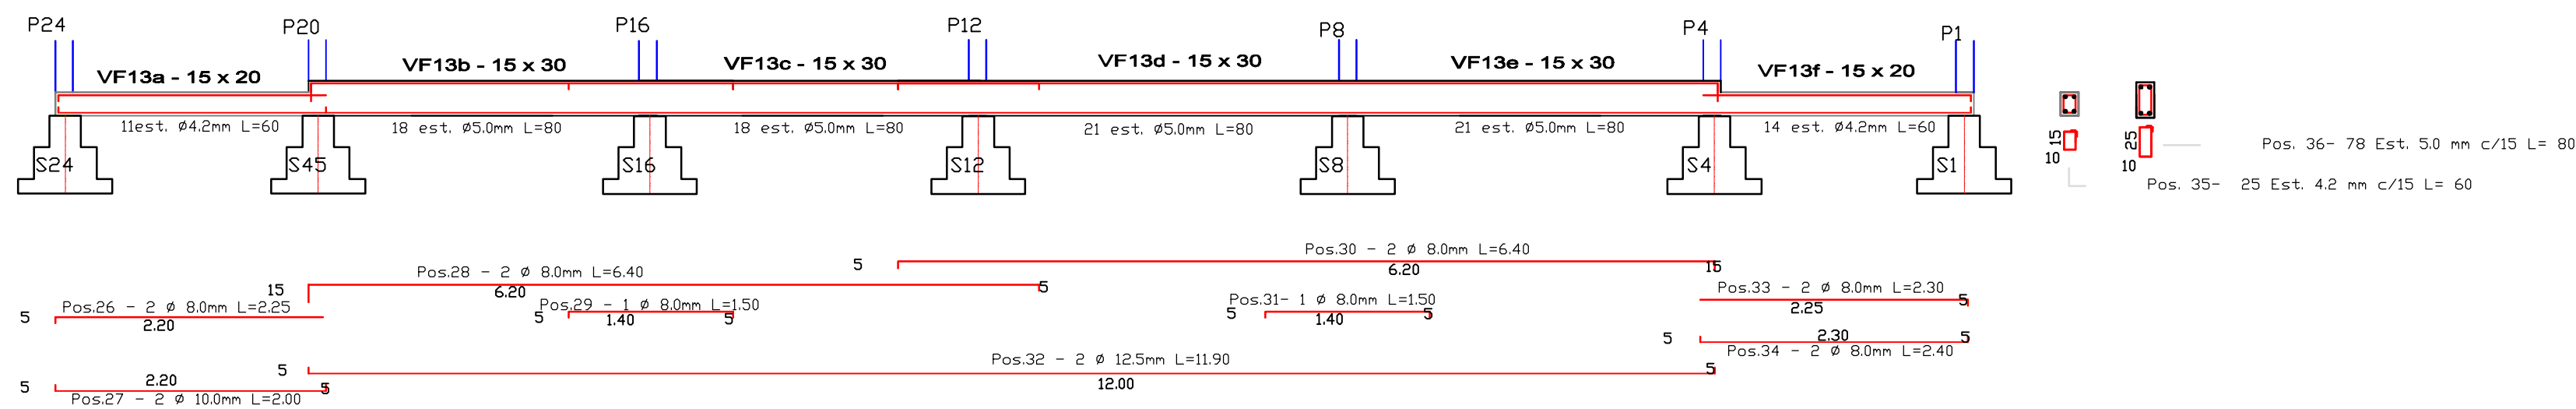 P24
P20
P16
P12
P8
P4
P1
VF13a - 15 x 20
VF13b - 15 x 30
VF13c - 15 x 30
VF13d - 15 x 30
VF13e - 15 x 30
VF13f - 15 x 20
11est. Ø4.2mm L=60
18 est. Ø5.0mm L=80
18 est. Ø5.0mm L=80
21 est. Ø5.0mm L=80
21 est. Ø5.0mm L=80
14 est. Ø4.2mm L=60
S24
S45
S16
S12
S8
S4
S1
15
10
25
10
Pos. 36- 78 Est. 5.0 mm c/15 L= 80
Pos. 35- 25 Est. 4.2 mm c/15 L= 60
Pos.30 - 2 Ø 8.0mm L=6.40
5
6.20
15
Pos.28 - 2 Ø 8.0mm L=6.40
15
6.20
5
Pos.33 - 2 Ø 8.0mm L=2.30
2.25
5
Pos.26 - 2 Ø 8.0mm L=2.25
5
2.20
Pos.29 - 1 Ø 8.0mm L=1.50
5
1.40
5
Pos.31- 1 Ø 8.0mm L=1.50
5
1.40
5
5
2.30
5
Pos.34 - 2 Ø 8.0mm L=2.40
Pos.32 - 2 Ø 12.5mm L=11.90
5
12.00
5
5
2.20
5
Pos.27 - 2 Ø 10.0mm L=2.00